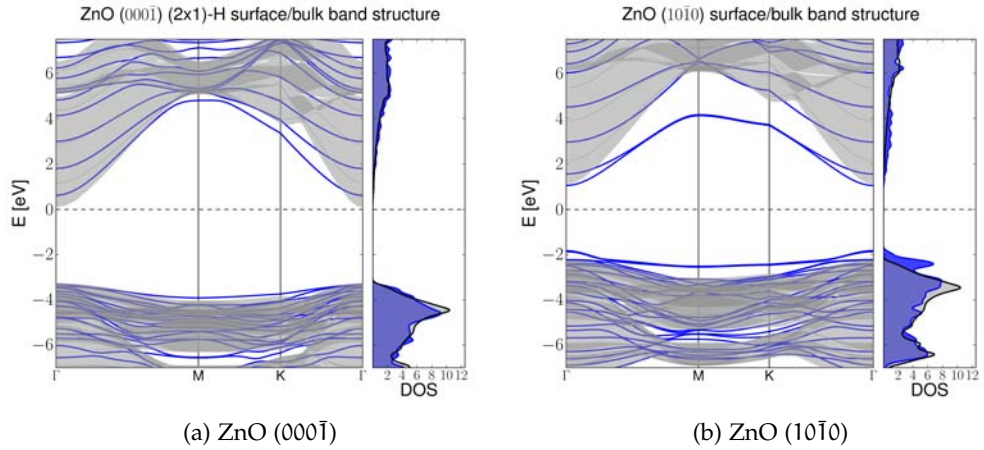 ZnO (0001̄) (2x1)-H surface/bulk band structure
E [eV]
6
4
2
0
−2
−4
−6
Γ M K Γ
2 4 6 8 10 12
DOS
(a) ZnO (0001̄)
ZnO (101̄0) surface/bulk band structure
E [eV]
6
4
2
0
−2
−4
−6
Γ M K Γ
2 4 6 8 10 12
DOS
(b) ZnO (101̄0)